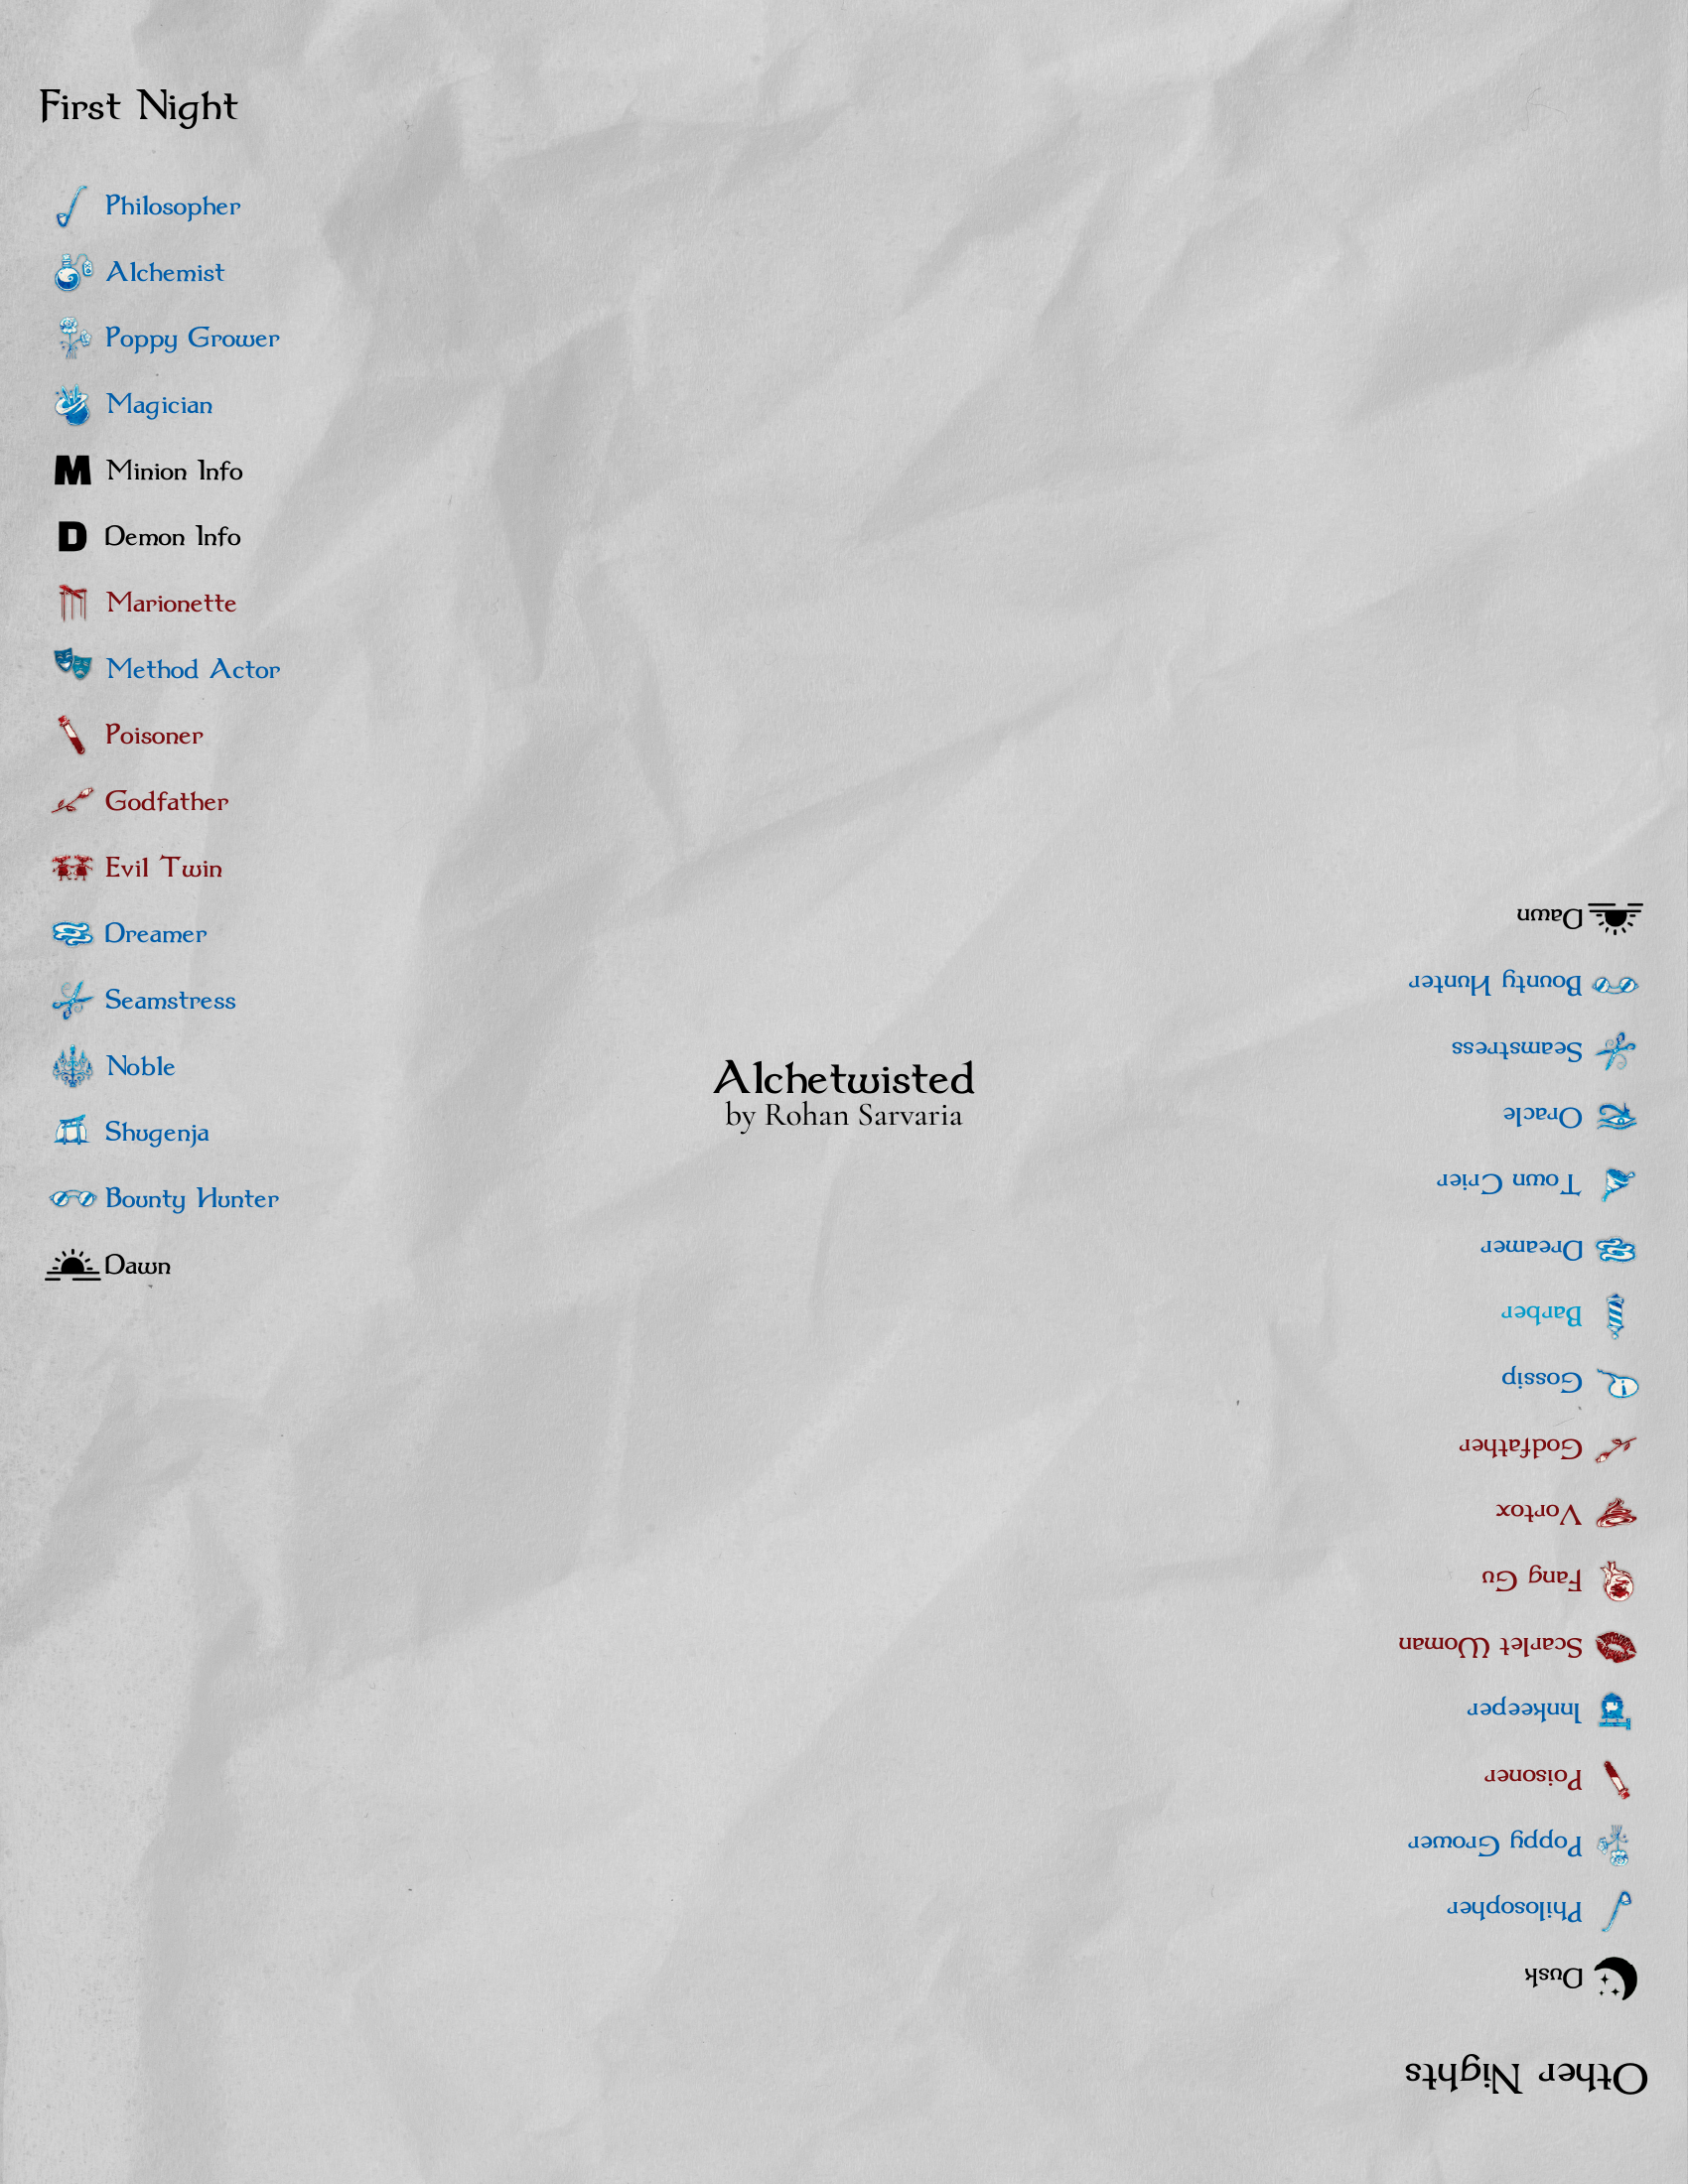 First Night
Philosopher
Alchemist
Poppy Grower
Magician
M Minion Info
D Demon Info
Marionette
Method Actor
Poisoner
Godfather
Evil Twin
Dreamer
Seamstress
Noble
Shugenja
Bounty Hunter
Dawn
Alchetwisted
by Rohan Sarvaria
Other Nights
Dusk
Philosopher
Poppy Grower
Poisoner
Innkeeper
Scarlet Woman
Fang Gu
Vortox
Godfather
Gossip
Barber
Dreamer
Town Crier
Oracle
Seamstress
Bounty Hunter
Dawn